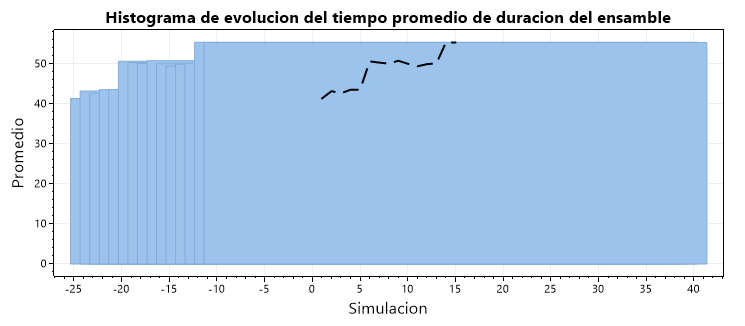 Histograma de evolucion del tiempo promedio de duracion del ensamble
50
40
30
20
10
0
Promedio
-25 -20 -15 -10 -5 0 5 10 15 20 25 30 35 40
Simulacion